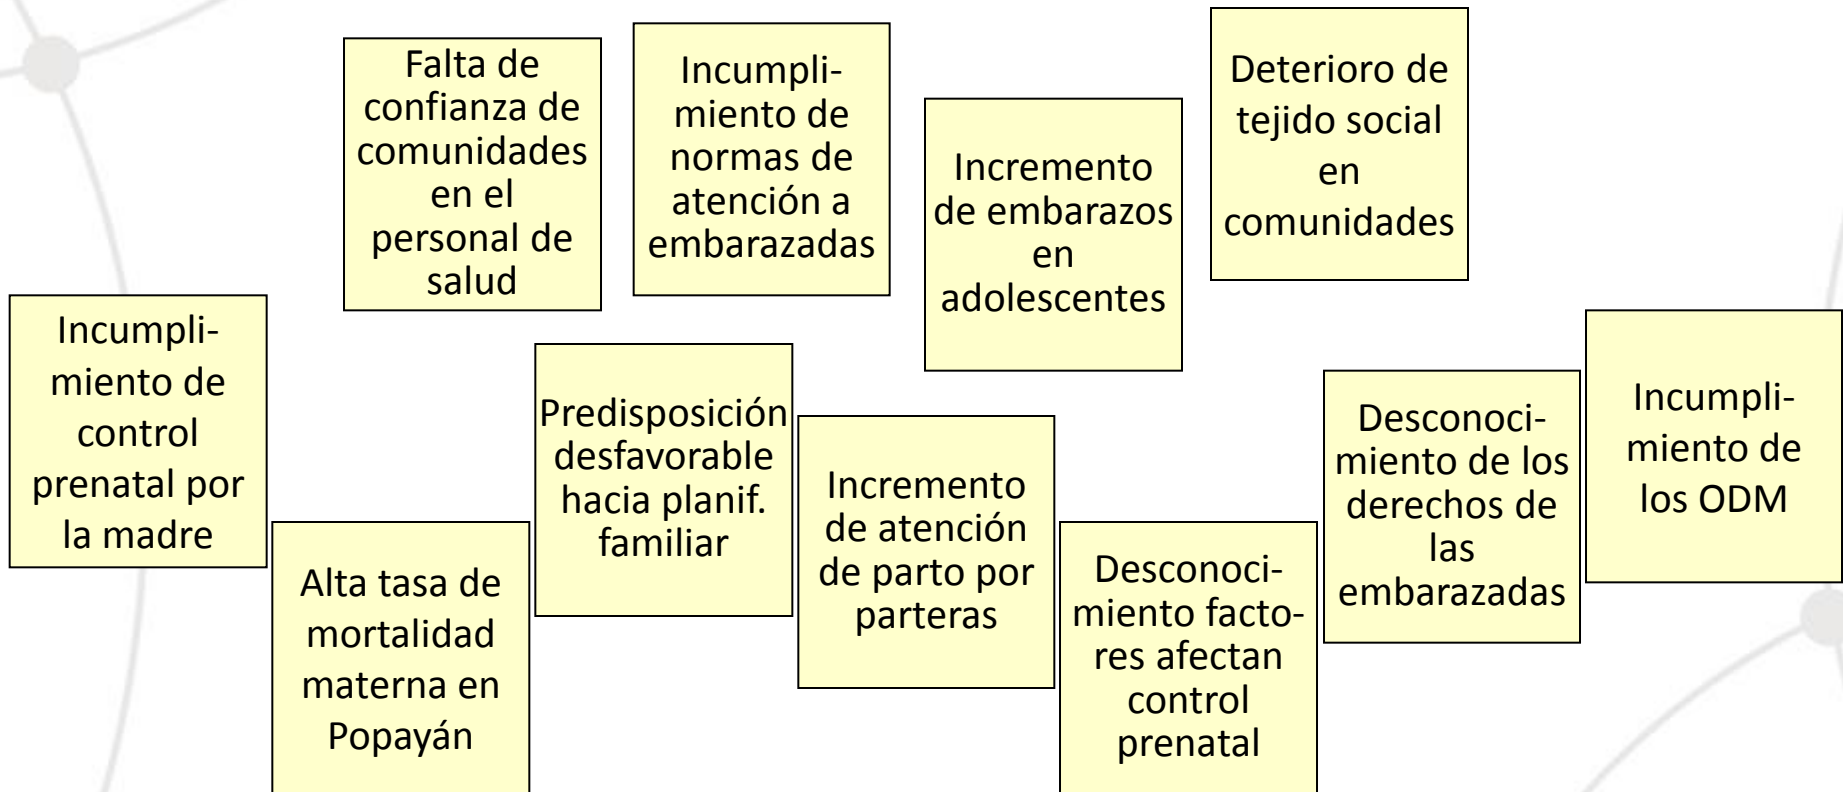 Falta de
confianza de
comunidades
en el
personal de
salud
Incumpli-
miento de
normas de
atención a
embarazadas
Incremento
de embarazos
en
adolescentes
Deterioro de
tejido social
en
comunidades
Incumpli-
miento de
control
prenatal por
la madre
Alta tasa de
mortalidad
materna en
Popayán
Predisposición
desfavorable
hacia planif.
familiar
Incremento
de atención
de parto por
parteras
Desconoci-
miento facto-
res afectan
control
prenatal
Desconoci-
miento de los
derechos de
las
embarazadas
Incumpli-
miento de
los ODM